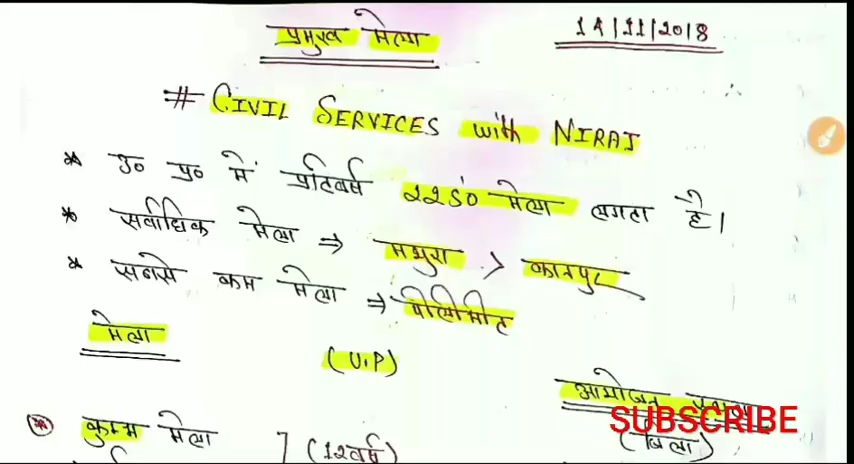 प्रमुख मेला
14/11/2018
# CIVIL SERVICES with NIRAJ
* उ० प्र० में प्रतिवर्ष 2250 मेला लगता है।
* सर्वाधिक मेला ⇒ मथुरा > कानपुर
* सबसे कम मेला ⇒ पीलीभीत
मेला
(U.P)
आयोजन स्थल
SUBSCRIBE
(जिला)
कुम्भ मेला ] (12वर्ष)